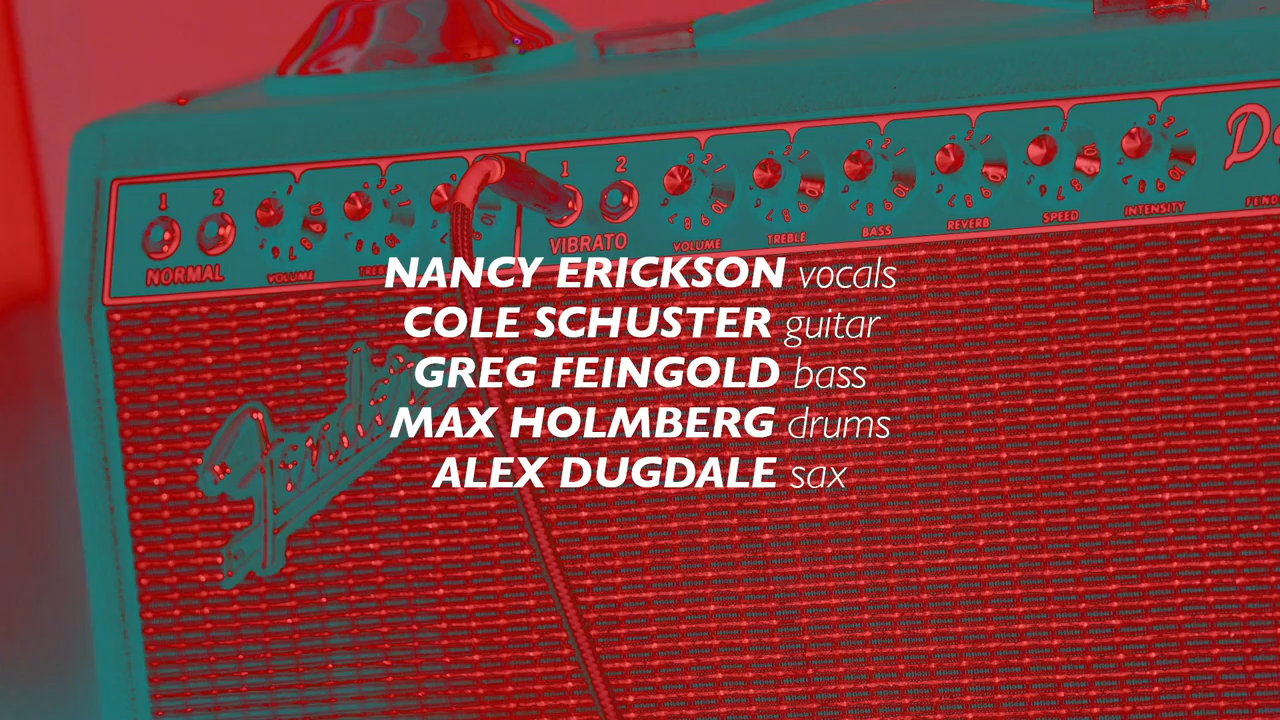 1 2 NORMAL VOLUME
1 2 VIBRATO VOLUME TREBLE BASS REVERB SPEED INTENSITY
Fender
NANCY ERICKSON vocals
COLE SCHUSTER guitar
GREG FEINGOLD bass
MAX HOLMBERG drums
ALEX DUGDALE sax